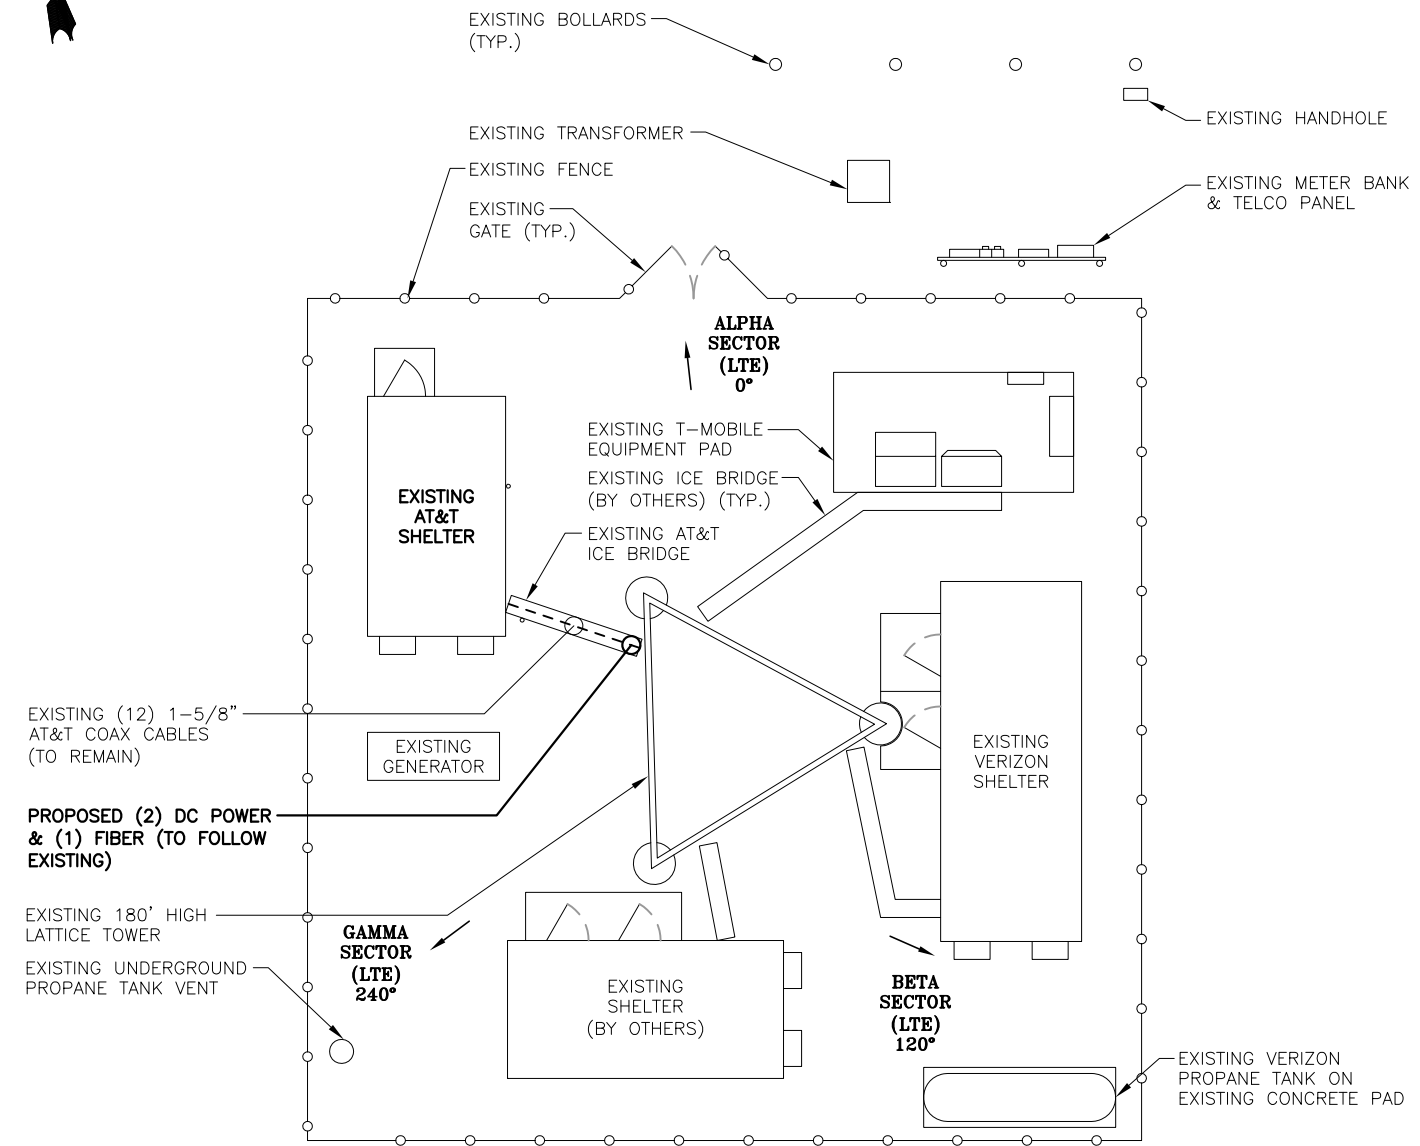 EXISTING BOLLARDS
(TYP.)
EXISTING HANDHOLE
EXISTING TRANSFORMER
EXISTING FENCE
EXISTING METER BANK
& TELCO PANEL
EXISTING
GATE (TYP.)
ALPHA
SECTOR
(LTE)
0°
EXISTING T-MOBILE
EQUIPMENT PAD
EXISTING ICE BRIDGE
(BY OTHERS) (TYP.)
EXISTING
AT&T
SHELTER
EXISTING AT&T
ICE BRIDGE
EXISTING (12) 1-5/8"
AT&T COAX CABLES
(TO REMAIN)
EXISTING
GENERATOR
EXISTING
VERIZON
SHELTER
PROPOSED (2) DC POWER
& (1) FIBER (TO FOLLOW
EXISTING)
EXISTING 180' HIGH
LATTICE TOWER
GAMMA
SECTOR
(LTE)
240°
EXISTING UNDERGROUND
PROPANE TANK VENT
EXISTING
SHELTER
(BY OTHERS)
BETA
SECTOR
(LTE)
120°
EXISTING VERIZON
PROPANE TANK ON
EXISTING CONCRETE PAD